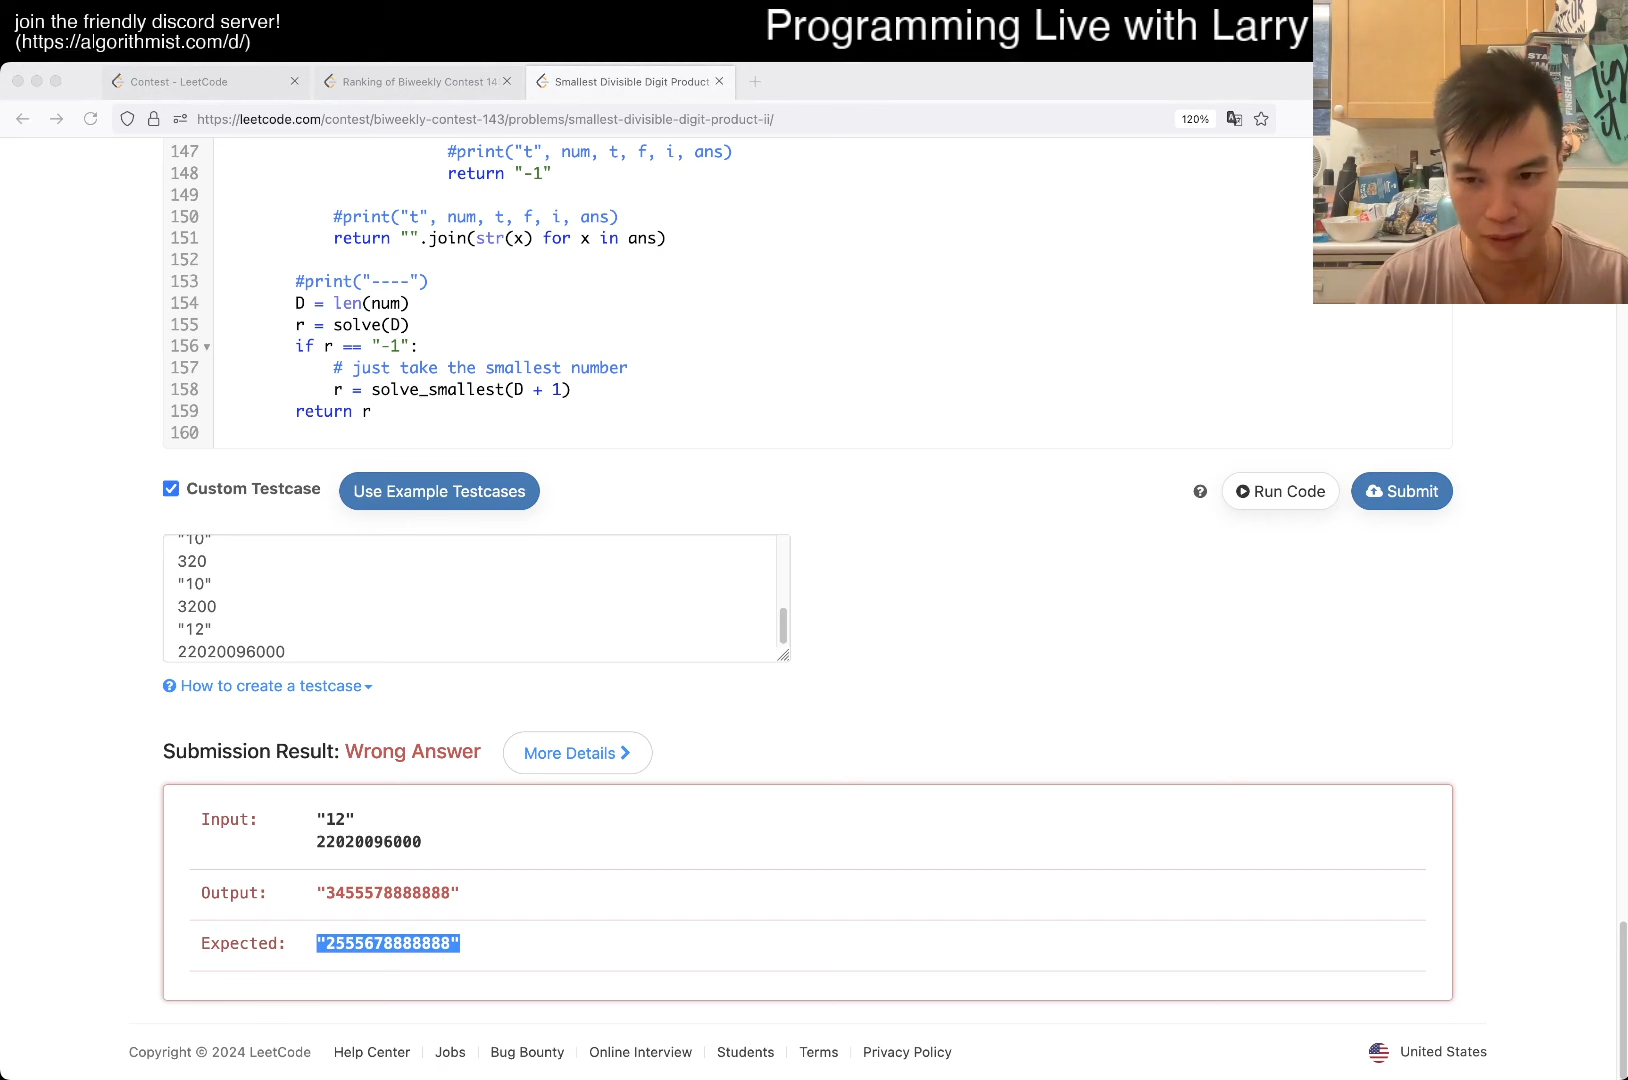 join the friendly discord server!
(https://algorithmist.com/d/)
Programming Live with Larry
Contest - LeetCode
Ranking of Biweekly Contest 14
Smallest Divisible Digit Product
https://leetcode.com/contest/biweekly-contest-143/problems/smallest-divisible-digit-product-ii/
120%
147 #print("t", num, t, f, i, ans)
148 return "-1"
149
150 #print("t", num, t, f, i, ans)
151 return "".join(str(x) for x in ans)
152
153 #print("----")
154 D = len(num)
155 r = solve(D)
156 if r == "-1":
157 # just take the smallest number
158 r = solve_smallest(D + 1)
159 return r
160
Custom Testcase
Use Example Testcases
Run Code
Submit
"10"
320
"10"
3200
"12"
22020096000
How to create a testcase
Submission Result: Wrong Answer
More Details
Input: "12"
22020096000
Output: "3455578888888"
Expected: "2555678888888"
Copyright © 2024 LeetCode
Help Center
Jobs
Bug Bounty
Online Interview
Students
Terms
Privacy Policy
United States